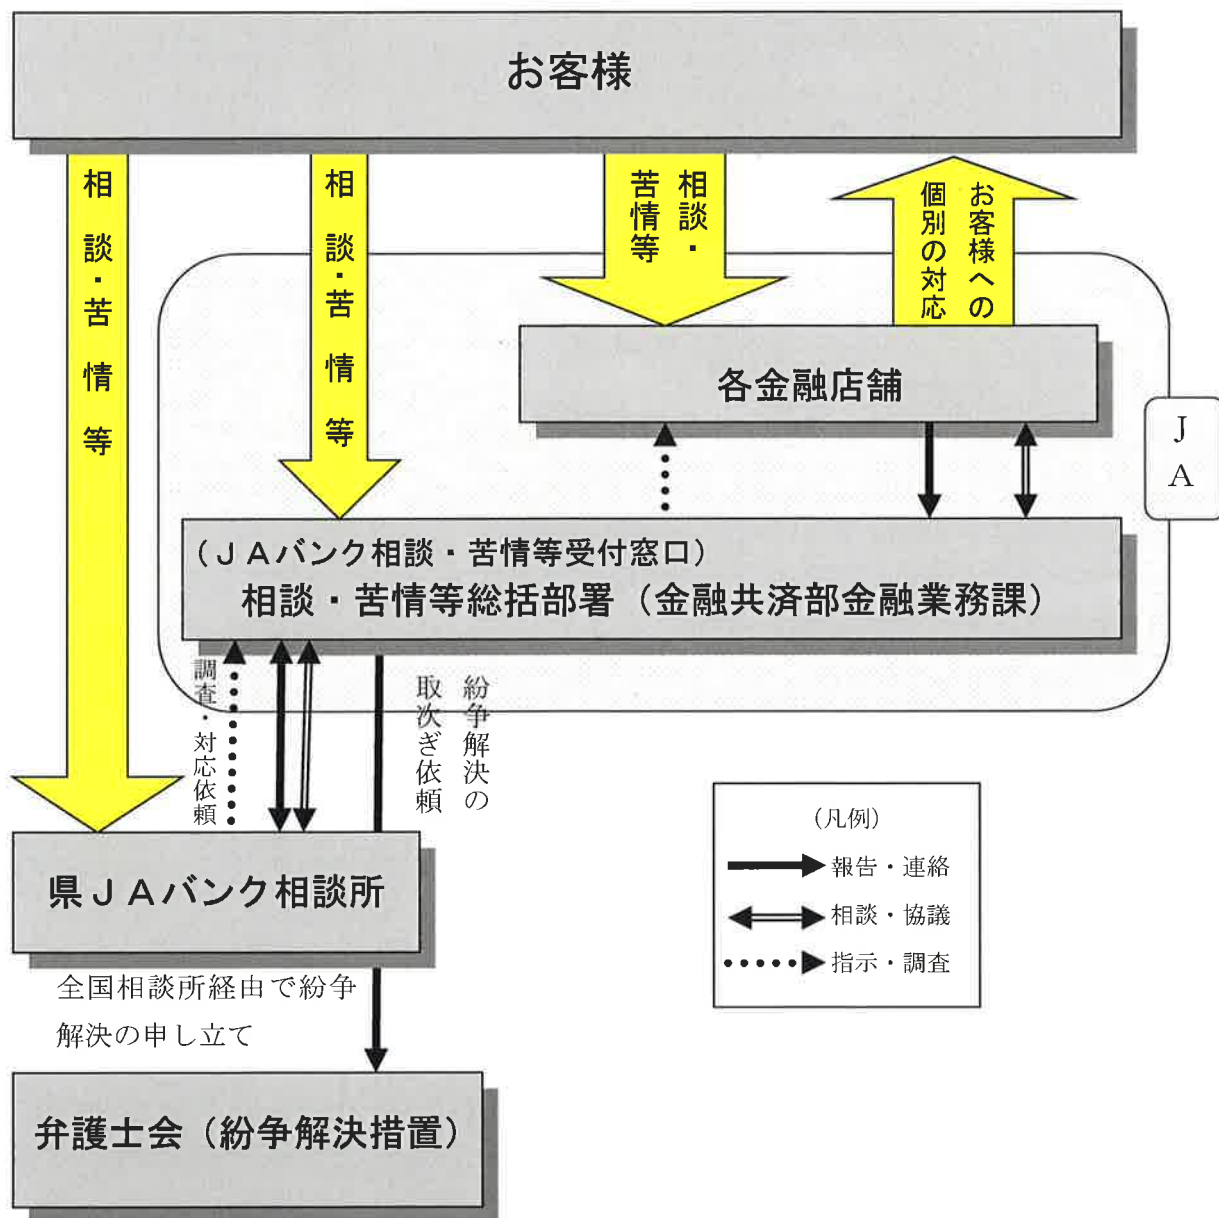 お客様
相談・苦情等
相談・苦情等
相談・
苦情等
お客様への
個別の対応
各金融店舗
JA
(JAバンク相談・苦情等受付窓口)
相談・苦情等総括部署(金融共済部金融業務課)
調査・対応依頼
紛争解決の
取次ぎ依頼
県JAバンク相談所
全国相談所経由で紛争
解決の申し立て
弁護士会(紛争解決措置)
(凡例)
報告・連絡
相談・協議
指示・調査